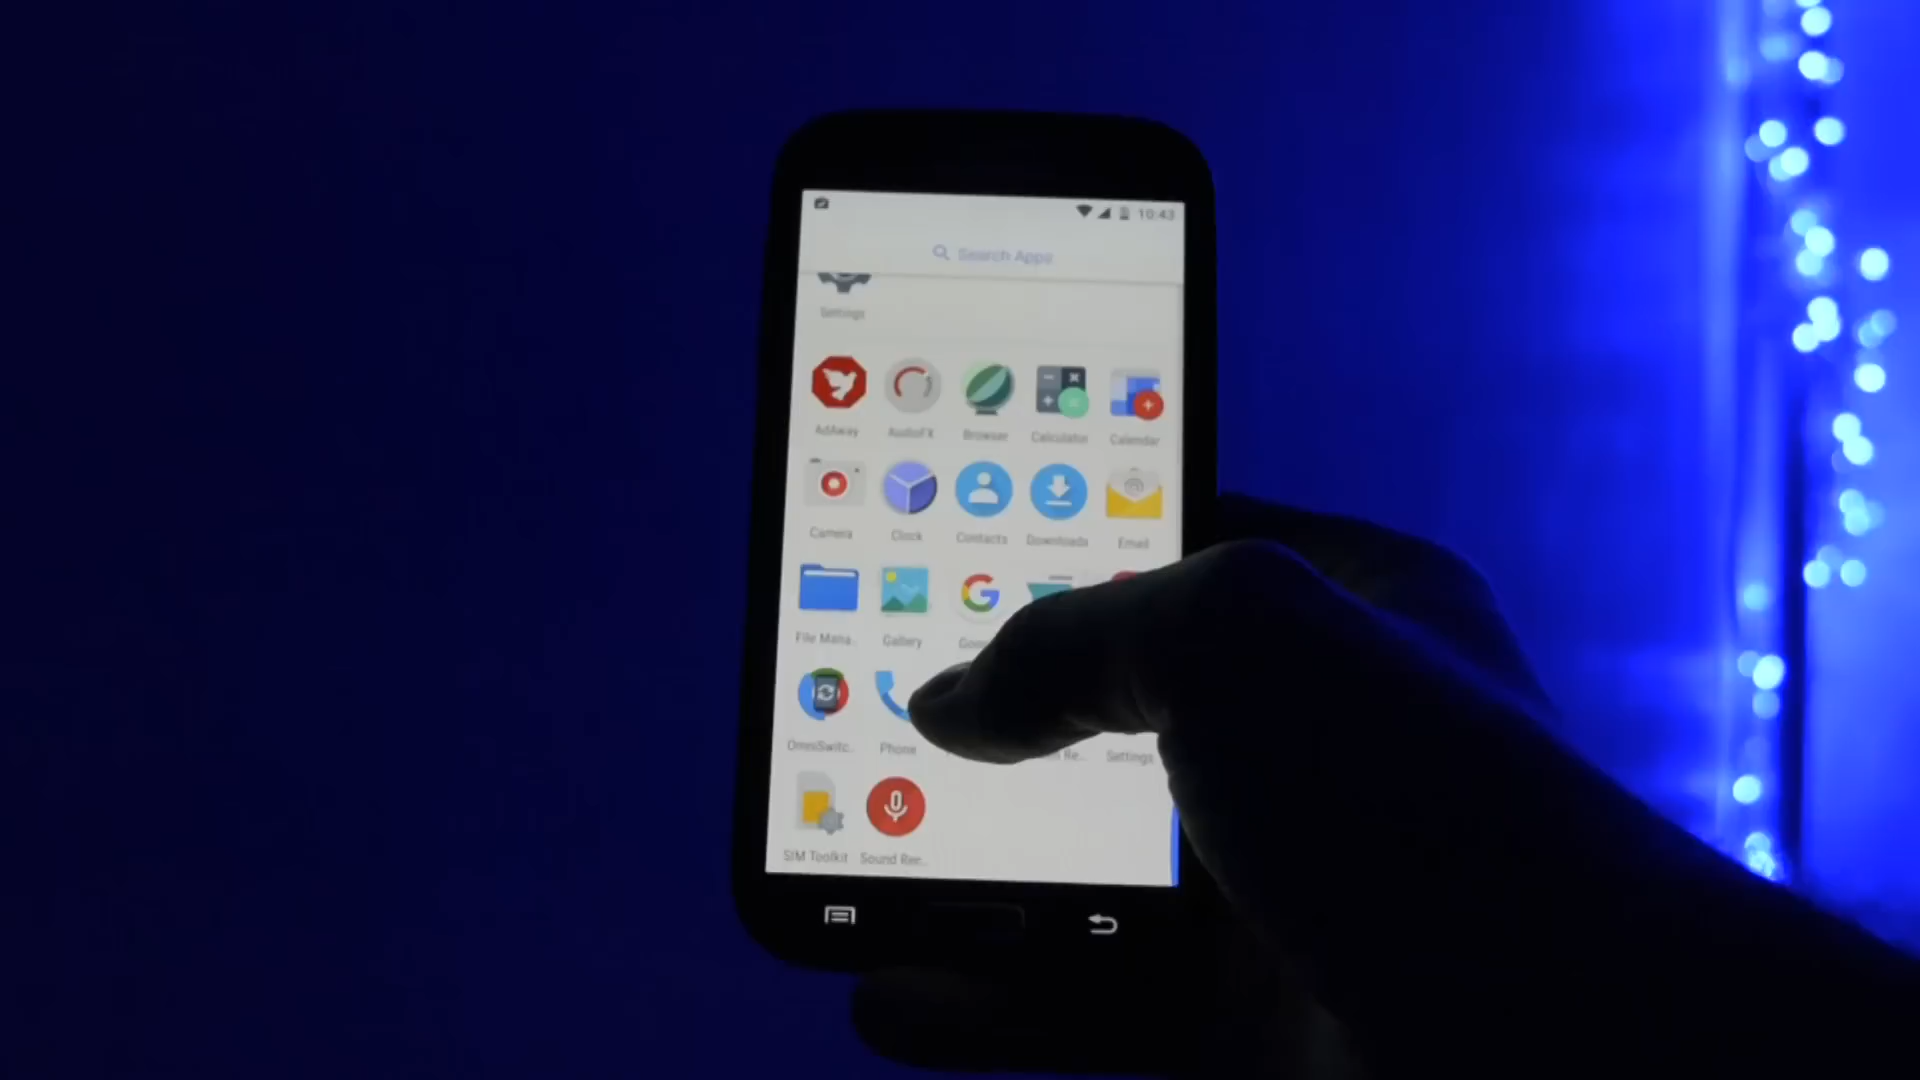 10:43
Search Apps
Settings
AdAway AudioFX Browser Calculator Calendar
Camera Clock Contacts Downloads Email
File Mana.. Gallery
OmniSwitc.. Phone Re.. Settings
SIM Toolkit Sound Rec..